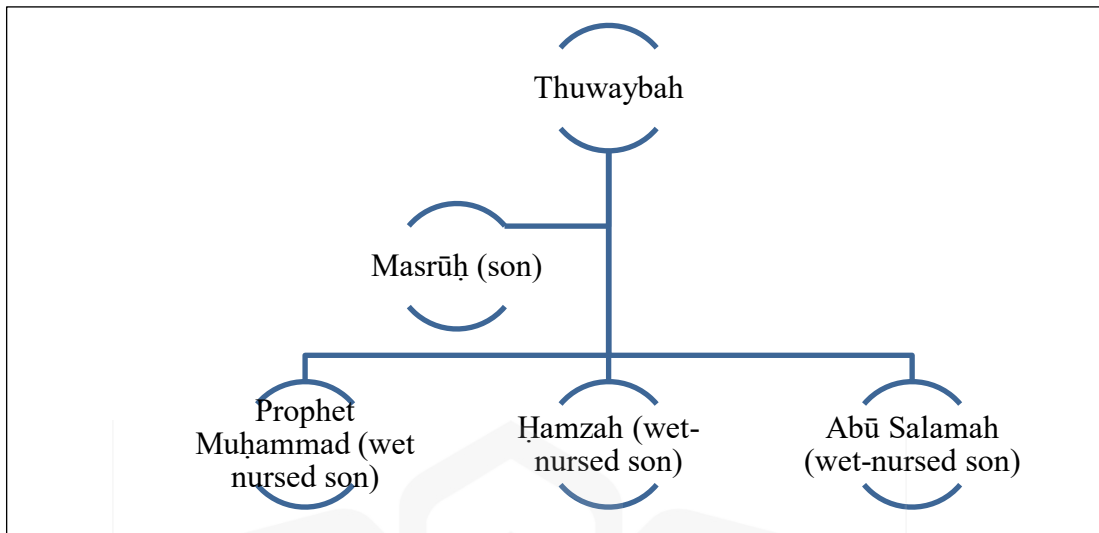 Thuwaybah
Masrūḥ (son)
Prophet
Muḥammad (wet
nursed son)
Ḥamzah (wet-
nursed son)
Abū Salamah
(wet-nursed son)